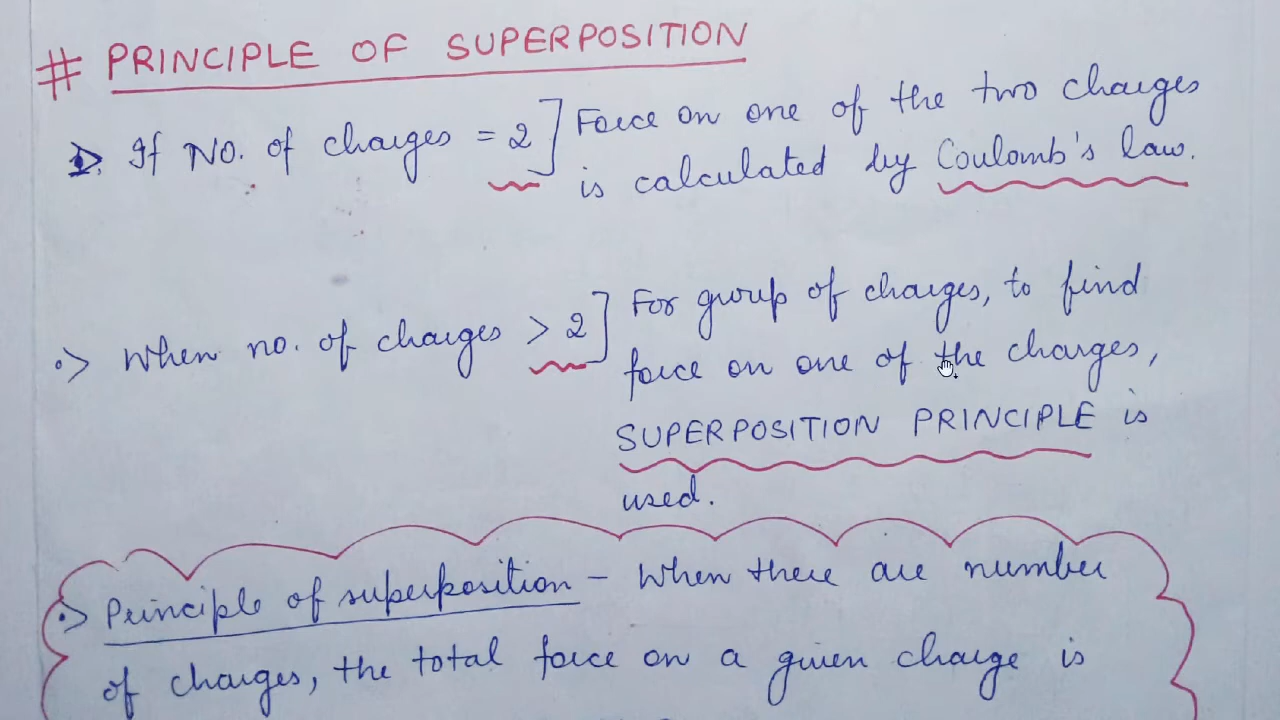 # PRINCIPLE OF SUPERPOSITION
If No. of charges = 2] Force on one of the two charges
is calculated by Coulomb's law.
When no. of charges > 2] For group of charges, to find
force on one of the charges,
SUPERPOSITION PRINCIPLE is
used.
Principle of superposition - When there are number
of charges, the total force on a given charge is